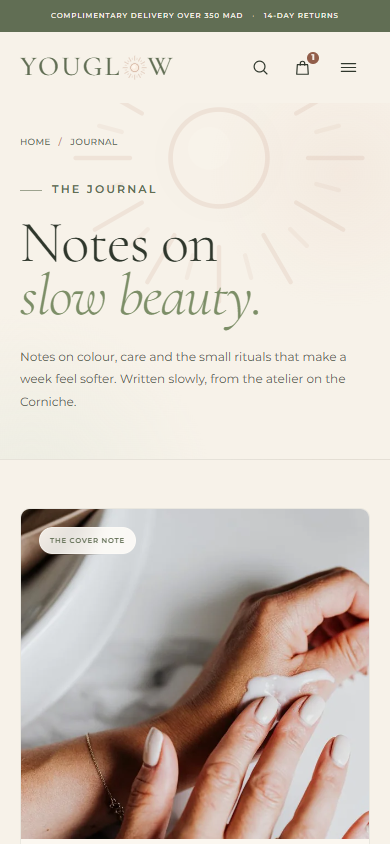 COMPLIMENTARY DELIVERY OVER 350 MAD · 14-DAY RETURNS
YOUGLOW
1
HOME / JOURNAL
THE JOURNAL
Notes on
slow beauty.
Notes on colour, care and the small rituals that make a
week feel softer. Written slowly, from the atelier on the
Corniche.
THE COVER NOTE